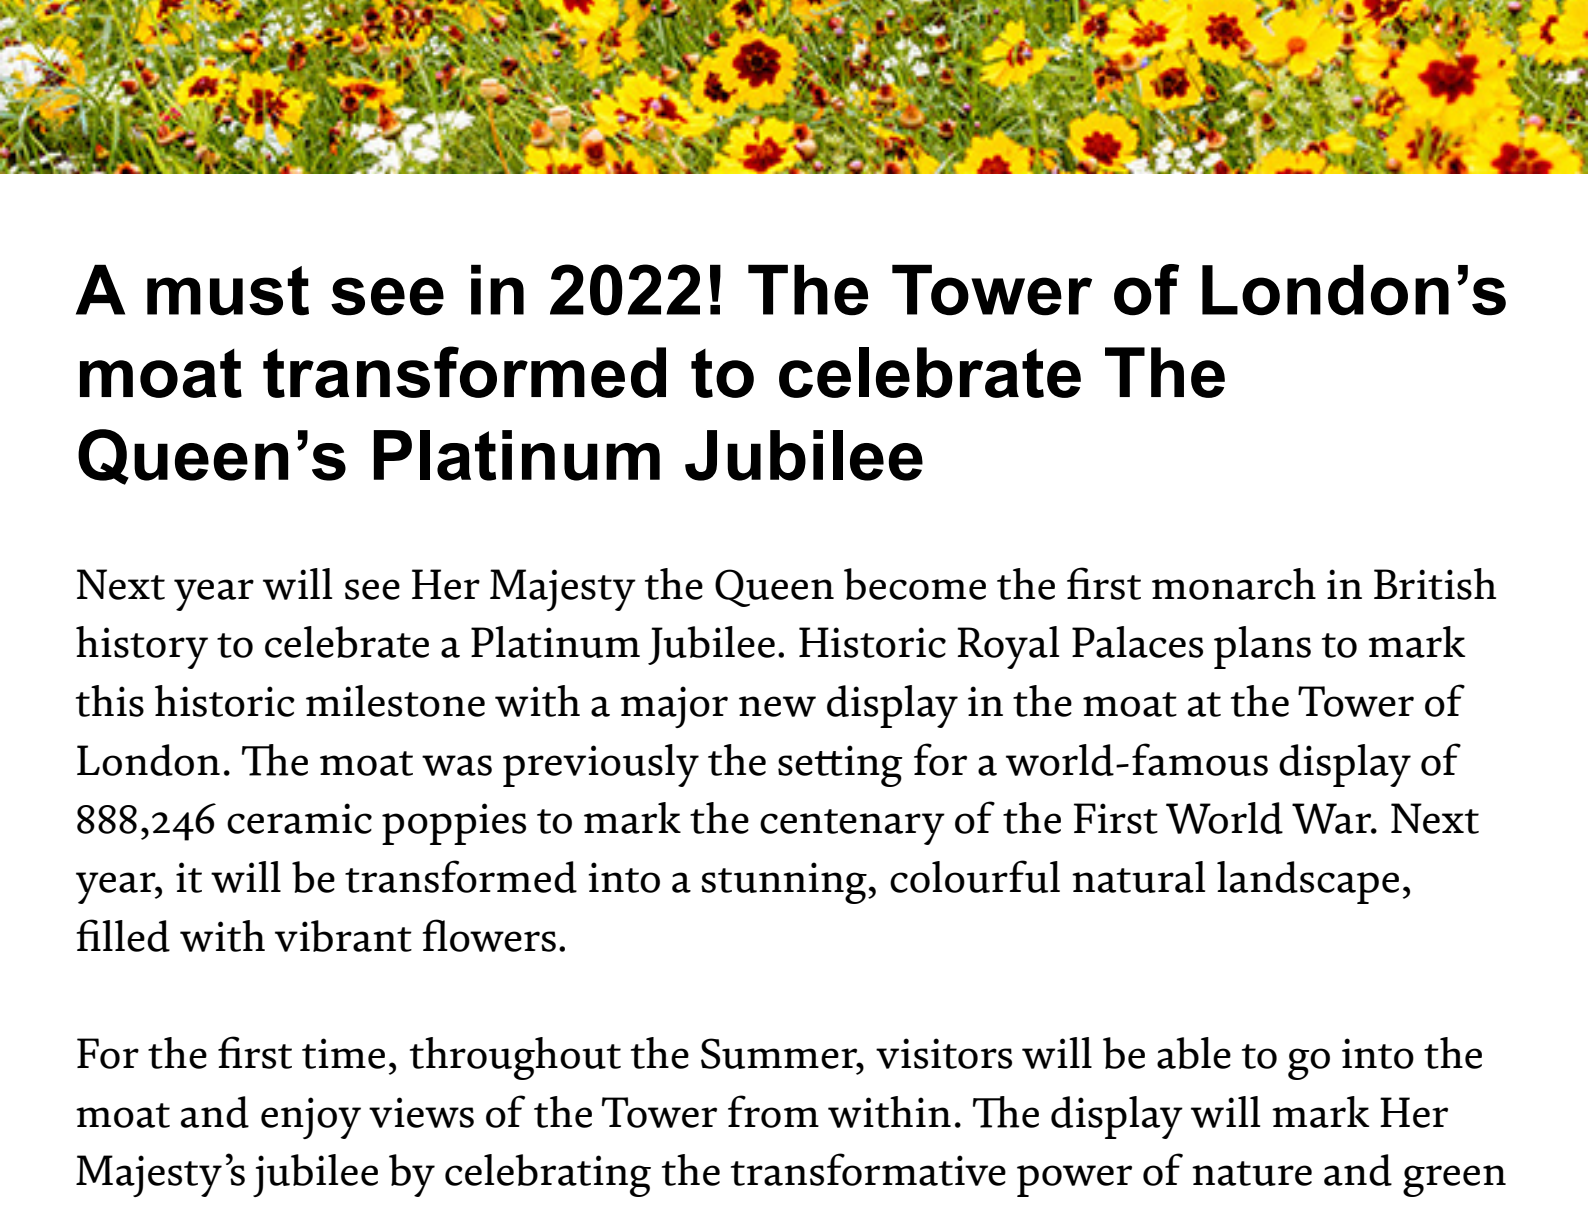 A must see in 2022! The Tower of London’s
moat transformed to celebrate The
Queen’s Platinum Jubilee
Next year will see Her Majesty the Queen become the first monarch in British
history to celebrate a Platinum Jubilee. Historic Royal Palaces plans to mark
this historic milestone with a major new display in the moat at the Tower of
London. The moat was previously the setting for a world-famous display of
888,246 ceramic poppies to mark the centenary of the First World War. Next
year, it will be transformed into a stunning, colourful natural landscape,
filled with vibrant flowers.
For the first time, throughout the Summer, visitors will be able to go into the
moat and enjoy views of the Tower from within. The display will mark Her
Majesty’s jubilee by celebrating the transformative power of nature and green